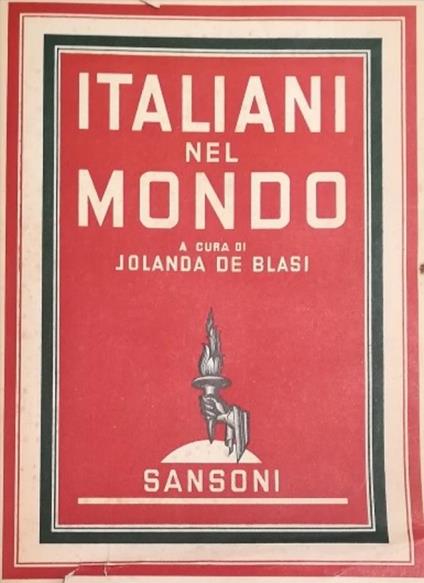 ITALIANI
NEL
MONDO
A CURA DI
JOLANDA DE BLASI
SANSONI